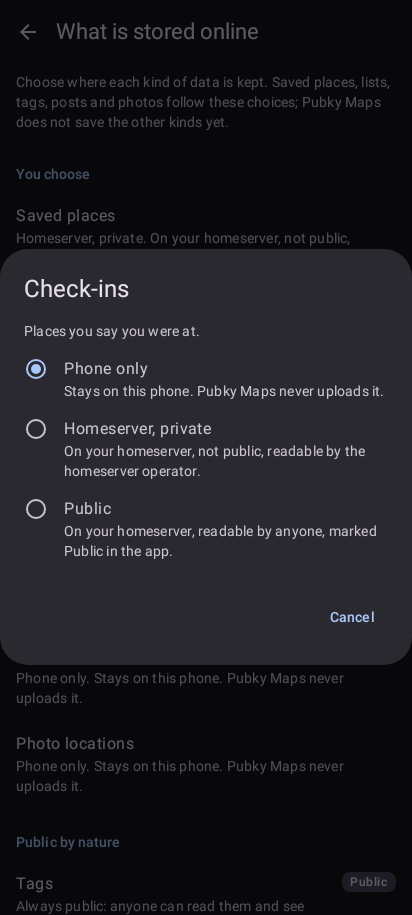 What is stored online
Choose where each kind of data is kept. Saved places, lists,
tags, posts and photos follow these choices; Pubky Maps
does not save the other kinds yet.
You choose
Saved places
Homeserver, private. On your homeserver, not public,
Check-ins
Places you say you were at.
Phone only
Stays on this phone. Pubky Maps never uploads it.
Homeserver, private
On your homeserver, not public, readable by the
homeserver operator.
Public
On your homeserver, readable by anyone, marked
Public in the app.
Cancel
Phone only. Stays on this phone. Pubky Maps never
uploads it.
Photo locations
Phone only. Stays on this phone. Pubky Maps never
uploads it.
Public by nature
Tags
Public
Always public: anyone can read them and see